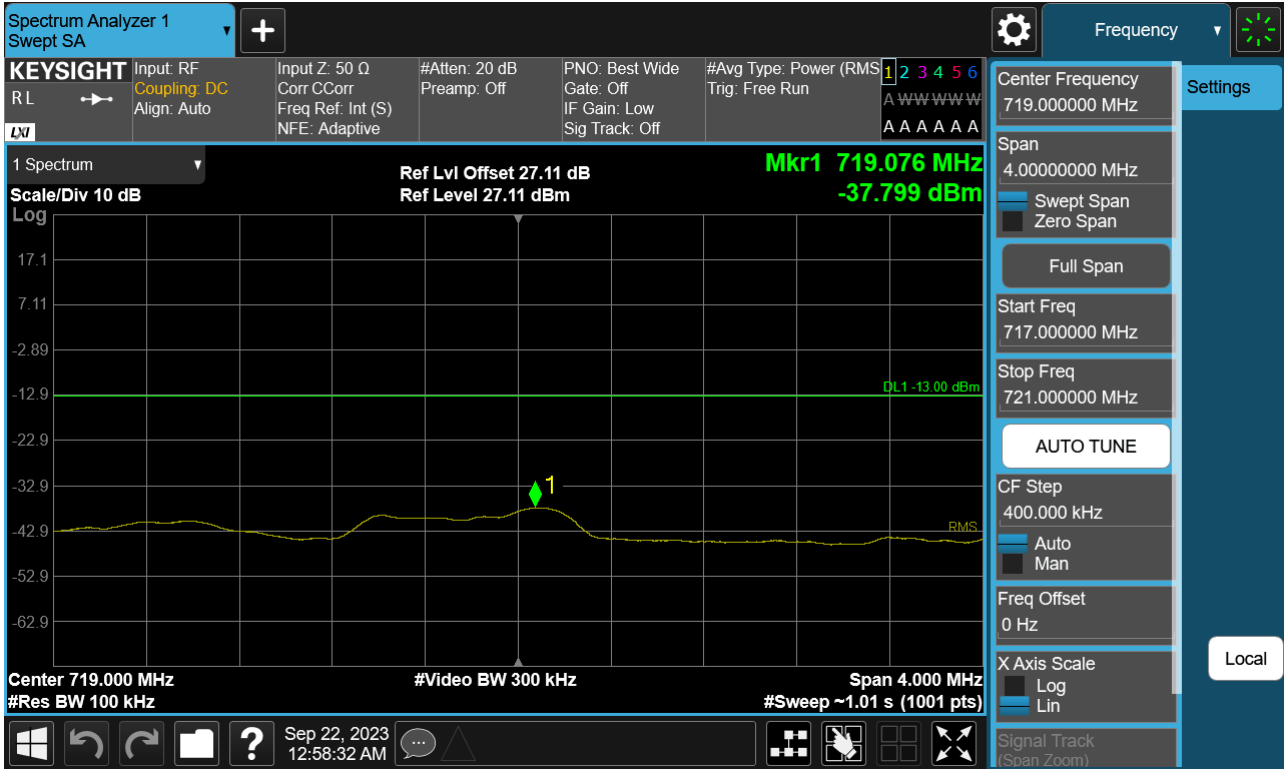 Spectrum Analyzer 1
Swept SA
Frequency
KEYSIGHT
R L
LXI
Input: RF
Coupling: DC
Align: Auto
Input Z: 50 Ω
Corr CCorr
Freq Ref: Int (S)
NFE: Adaptive
#Atten: 20 dB
Preamp: Off
PNO: Best Wide
Gate: Off
IF Gain: Low
Sig Track: Off
#Avg Type: Power (RMS
Trig: Free Run
1 2 3 4 5 6
A W W W W W
A A A A A A
1 Spectrum
Scale/Div 10 dB
Log
Ref Lvl Offset 27.11 dB
Ref Level 27.11 dBm
Mkr1 719.076 MHz
-37.799 dBm
17.1
7.11
-2.89
-12.9
-22.9
-32.9
-42.9
-52.9
-62.9
DL1 -13.00 dBm
1
RMS
Center 719.000 MHz
#Res BW 100 kHz
#Video BW 300 kHz
Span 4.000 MHz
#Sweep ~1.01 s (1001 pts)
Center Frequency
719.000000 MHz
Span
4.00000000 MHz
Swept Span
Zero Span
Full Span
Start Freq
717.000000 MHz
Stop Freq
721.000000 MHz
AUTO TUNE
CF Step
400.000 kHz
Auto
Man
Freq Offset
0 Hz
X Axis Scale
Log
Lin
Signal Track
(Span Zoom)
Settings
Local
?
Sep 22, 2023
12:58:32 AM